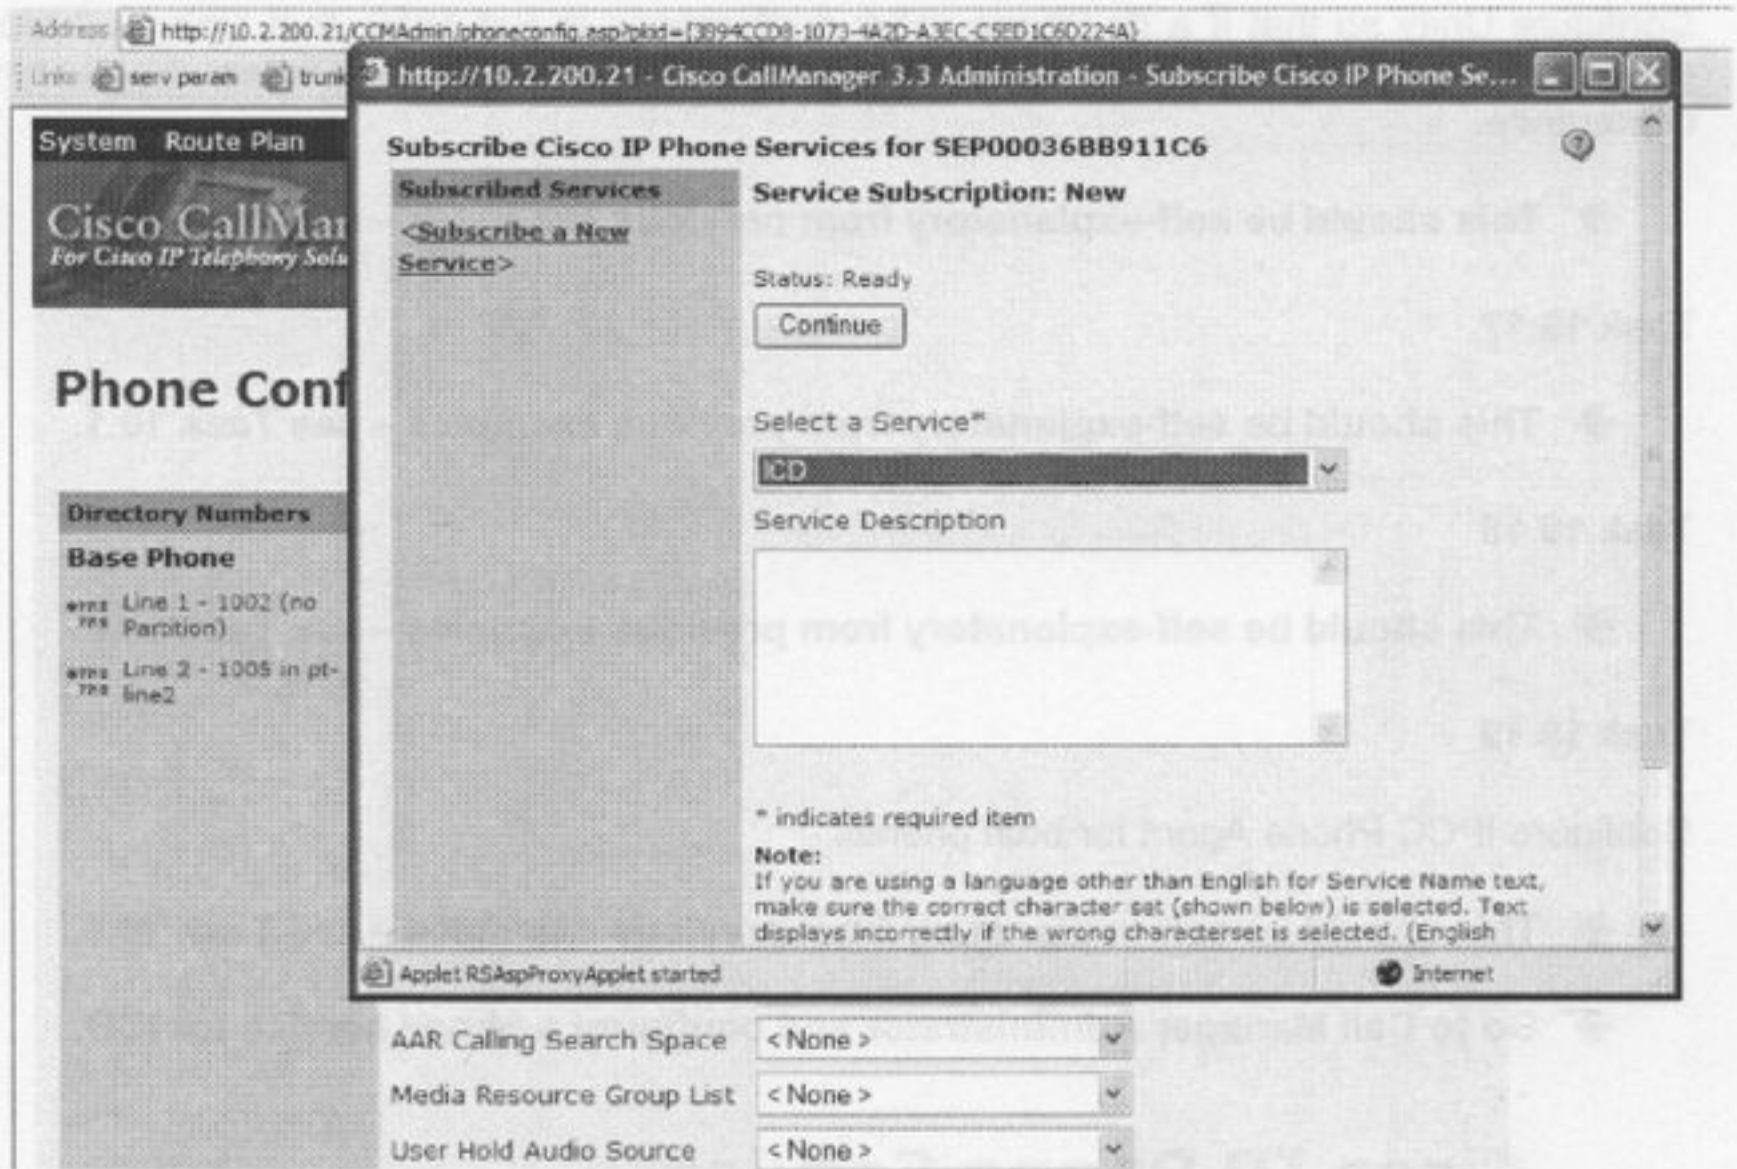 Address http://10.2.200.21/CCMAdmin/phoneconfig.asp?pkid={3B94CCD8-1073-4A2D-A3EC-C5ED1C6D224A}
Links serv param trunk
http://10.2.200.21 - Cisco CallManager 3.3 Administration - Subscribe Cisco IP Phone Se...
System Route Plan
Cisco CallMan
For Cisco IP Telephony Solu
Phone Conf
Directory Numbers
Base Phone
Line 1 - 1002 (no
Partition)
Line 2 - 1005 in pt-
line2
Subscribe Cisco IP Phone Services for SEP00036BB911C6
Subscribed Services
<Subscribe a New
Service>
Service Subscription: New
Status: Ready
Continue
Select a Service*
ICD
Service Description
* indicates required item
Note:
If you are using a language other than English for Service Name text,
make sure the correct character set (shown below) is selected. Text
displays incorrectly if the wrong characterset is selected. (English
Applet RSAspProxyApplet started
Internet
AAR Calling Search Space < None >
Media Resource Group List < None >
User Hold Audio Source < None >